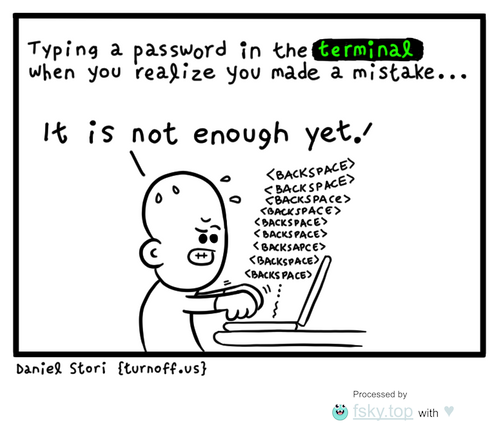 Typing a password in the terminal
when you realize you made a mistake...
It is not enough yet!
<BACKSPACE>
<BACKSPACE>
<BACKSPACE>
<BACKSPACE>
<BACKSPACE>
<BACKSPACE>
<BACKSAPCE>
<BACKSPACE>
<BACKSPACE>
Daniel Stori {turnoff.us}
Processed by
fsky.top with ♥